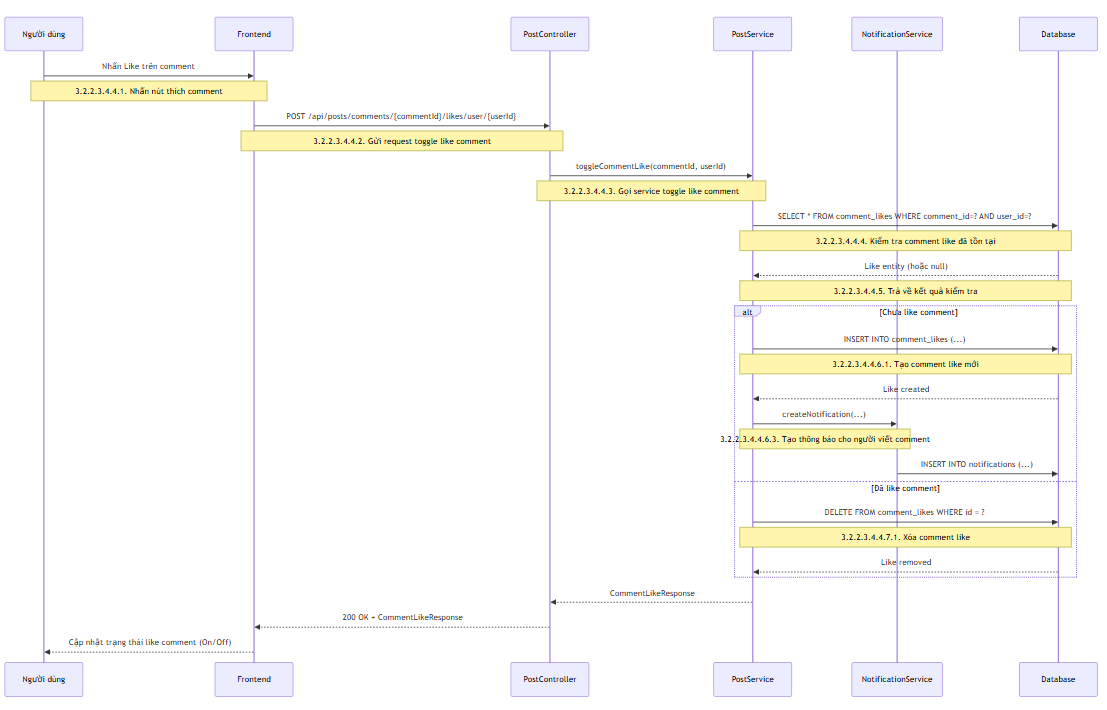 Người dùng
Frontend
PostController
PostService
NotificationService
Database
Nhấn Like trên comment
3.2.2.3.4.4.1. Nhấn nút thích comment
POST /api/posts/comments/{commentId}/likes/user/{userId}
3.2.2.3.4.4.2. Gửi request toggle like comment
toggleCommentLike(commentId, userId)
3.2.2.3.4.4.3. Gọi service toggle like comment
SELECT * FROM comment_likes WHERE comment_id=? AND user_id=?
3.2.2.3.4.4.4. Kiểm tra comment like đã tồn tại
Like entity (hoặc null)
3.2.2.3.4.4.5. Trả về kết quả kiểm tra
alt
[Chưa like comment]
INSERT INTO comment_likes (...)
3.2.2.3.4.4.6.1. Tạo comment like mới
Like created
createNotification(...)
3.2.2.3.4.4.6.3. Tạo thông báo cho người viết comment
INSERT INTO notifications (...)
[Đã like comment]
DELETE FROM comment_likes WHERE id = ?
3.2.2.3.4.4.7.1. Xóa comment like
Like removed
CommentLikeResponse
200 OK + CommentLikeResponse
Cập nhật trạng thái like comment (On/Off)
Người dùng
Frontend
PostController
PostService
NotificationService
Database